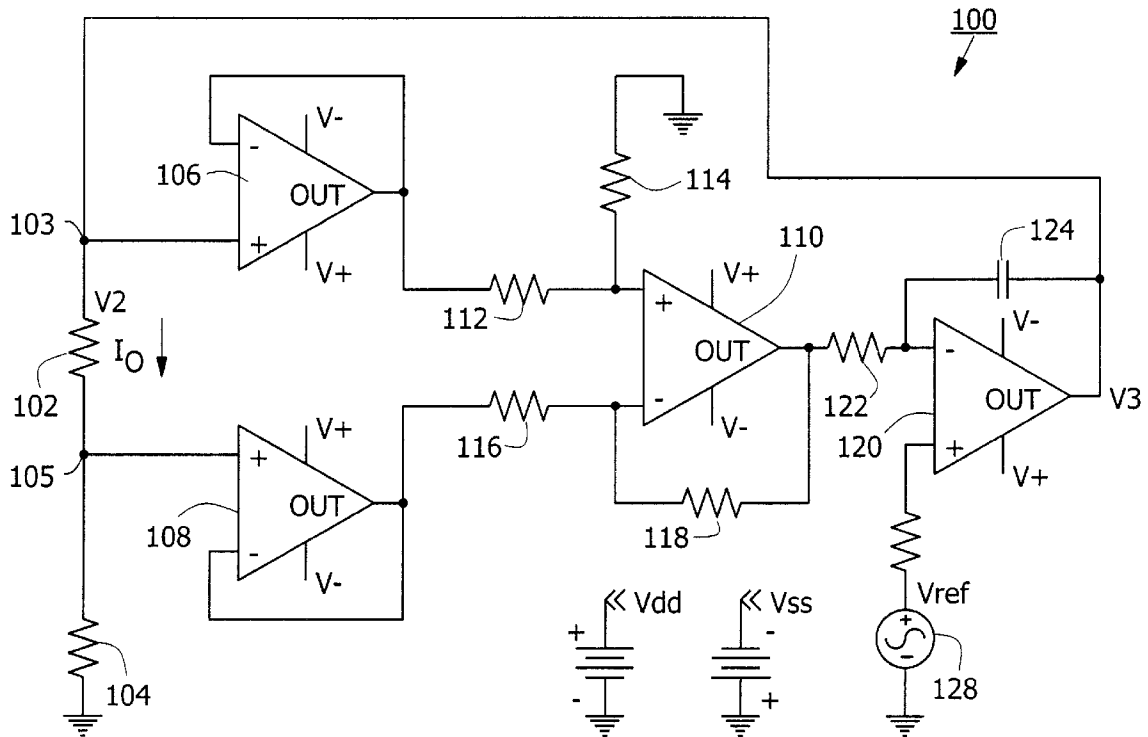 100
V-
-
106
OUT
+
V+
114
103
110
124
V+
+
V2
112
OUT
V-
-
I_O
102
122
OUT
V3
V+
116
-
V-
120
+
V+
105
+
OUT
108
-
V-
118
Vref
Vdd
Vss
+
-
+
-
128
104
-
+